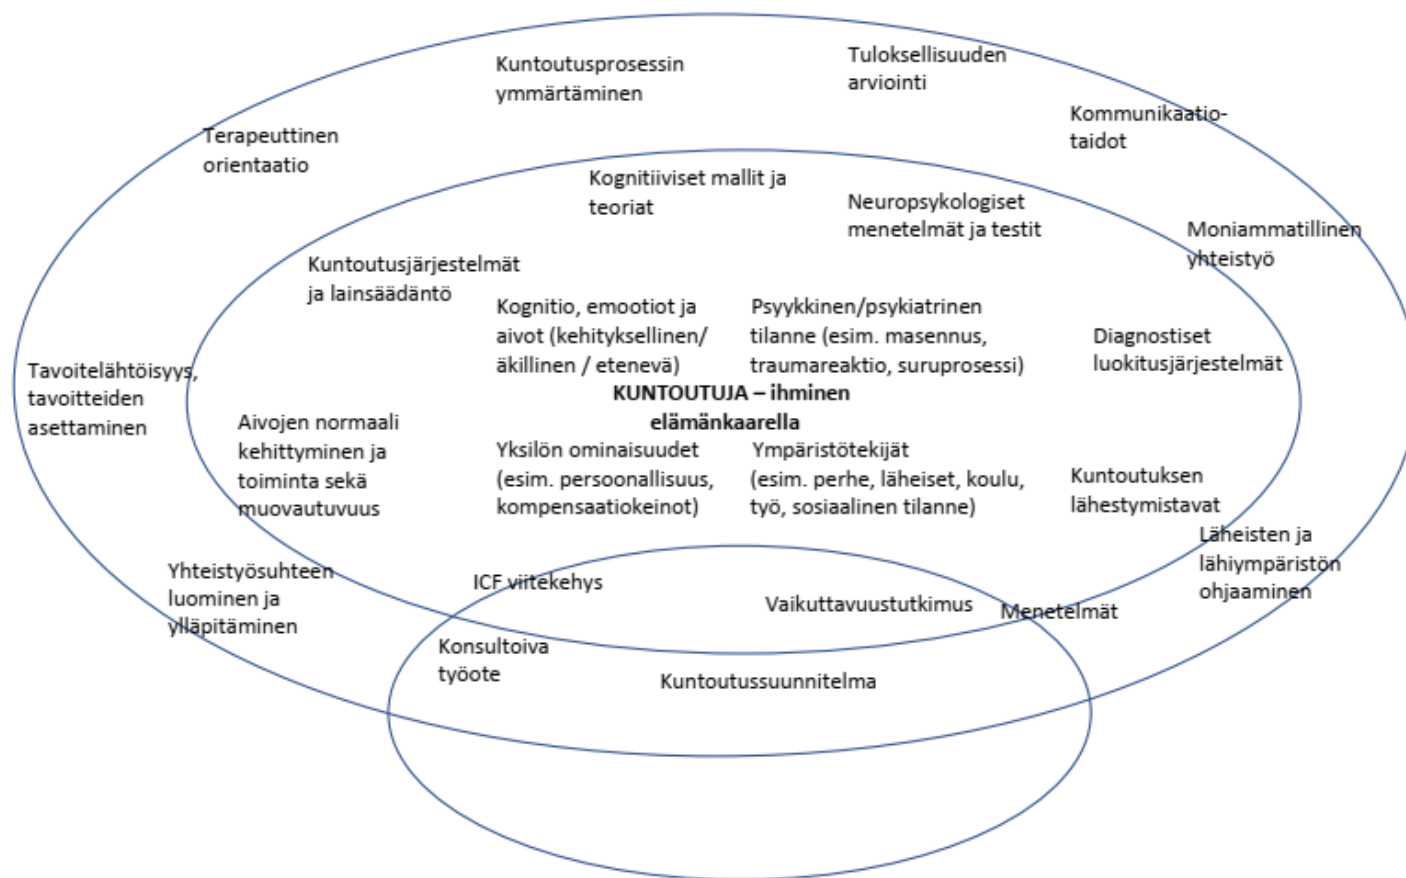 Kuntoutusprosessin
ymmärtäminen
Tuloksellisuuden
arviointi
Kommunikaatio-
taidot
Terapeuttinen
orientaatio
Kognitiiviset mallit ja
teoriat
Neuropsykologiset
menetelmät ja testit
Moniammatillinen
yhteistyö
Kuntoutusjärjestelmät
ja lainsäädäntö
Kognitio, emootiot ja
aivot (kehityksellinen/
äkillinen / etenevä)
Psyykkinen/psykiatrinen
tilanne (esim. masennus,
traumareaktio, suruprosessi)
Diagnostiset
luokitusjärjestelmät
Tavoitelähtöisyys,
tavoitteiden
asettaminen
KUNTOUTUJA – ihminen
elämänkaarella
Aivojen normaali
kehittyminen ja
toiminta sekä
muovautuvuus
Yksilön ominaisuudet
(esim. persoonallisuus,
kompensaatiokeinot)
Ympäristötekijät
(esim. perhe, läheiset, koulu,
työ, sosiaalinen tilanne)
Kuntoutuksen
lähestymistavat
Läheisten ja
lähiympäristön
ohjaaminen
Yhteistyösuhteen
luominen ja
ylläpitäminen
ICF viitekehys
Vaikuttavuustutkimus
Menetelmät
Konsultoiva
työote
Kuntoutussuunnitelma